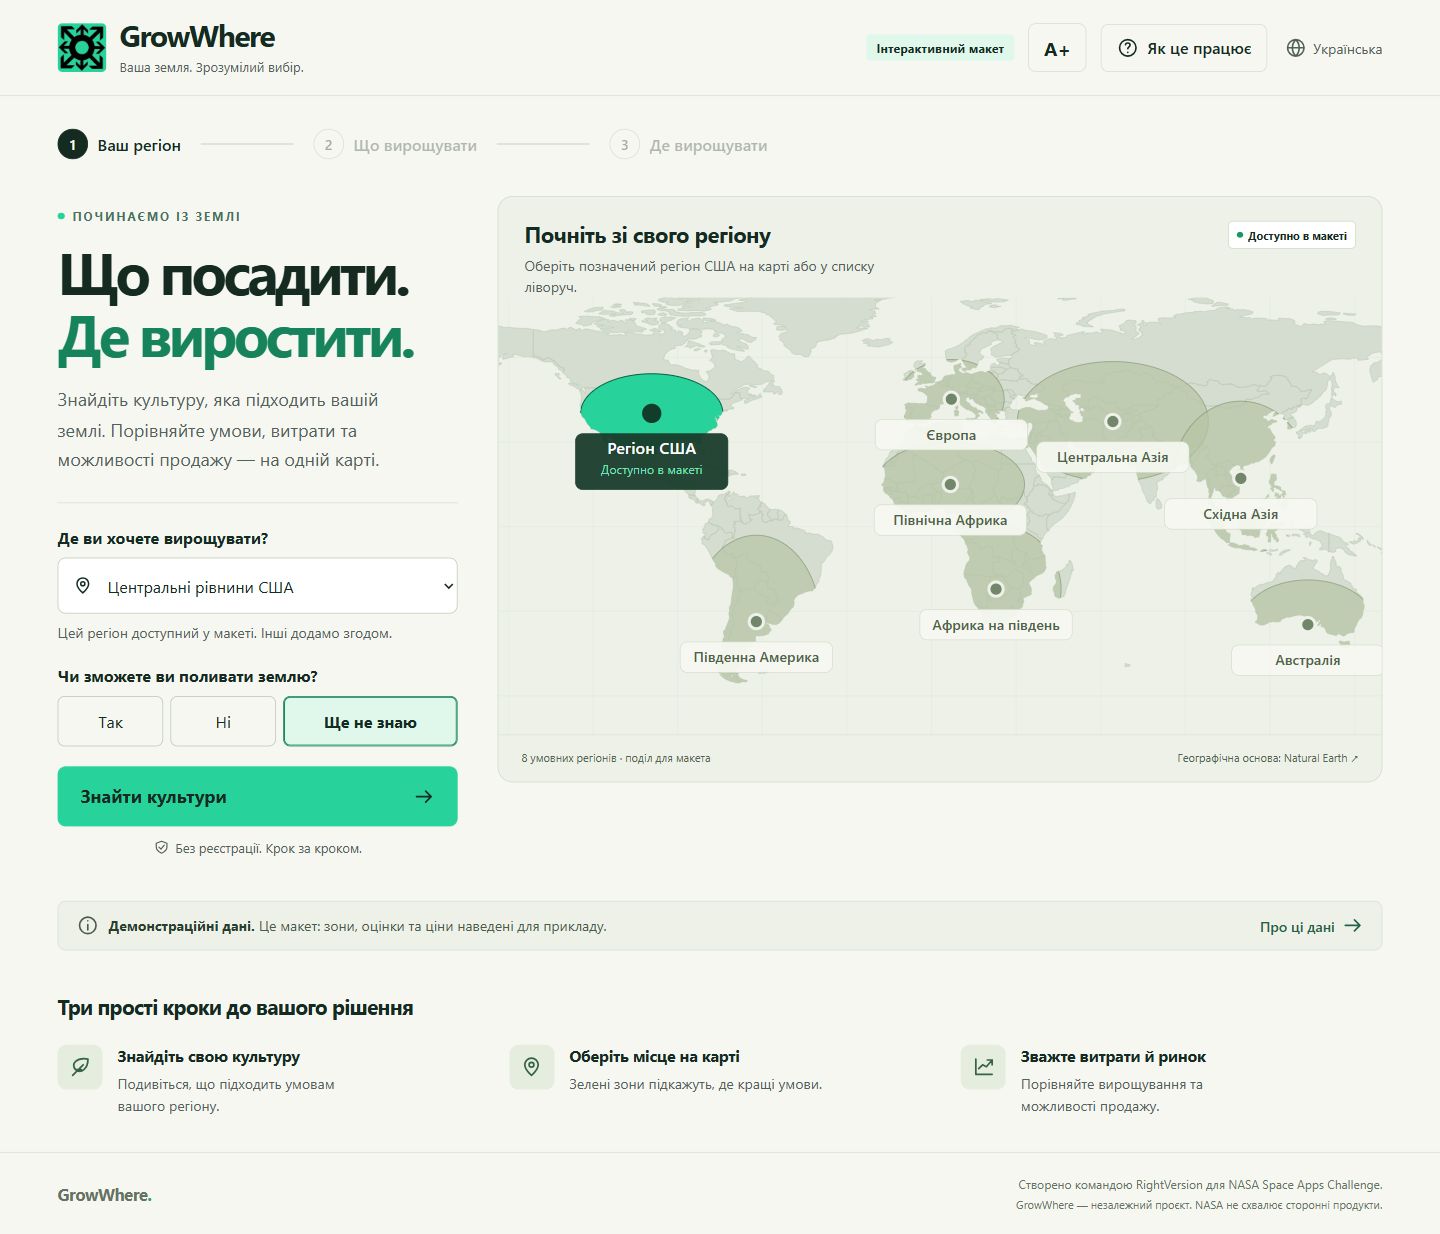 GrowWhere
Ваша земля. Зрозумілий вибір.
Інтерактивний макет
A+
Як це працює
Українська
1 Ваш регіон
2 Що вирощувати
3 Де вирощувати
ПОЧИНАЄМО ІЗ ЗЕМЛІ
Що посадити.
Де виростити.
Знайдіть культуру, яка підходить вашій
землі. Порівняйте умови, витрати та
можливості продажу — на одній карті.
Де ви хочете вирощувати?
Центральні рівнини США
Цей регіон доступний у макеті. Інші додамо згодом.
Чи зможете ви поливати землю?
Так
Ні
Ще не знаю
Знайти культури
Без реєстрації. Крок за кроком.
Почніть зі свого регіону
Доступно в макеті
Оберіть позначений регіон США на карті або у списку
ліворуч.
Регіон США
Доступно в макеті
Європа
Центральна Азія
Північна Африка
Східна Азія
Африка на південь
Південна Америка
Австралія
8 умовних регіонів · поділ для макета
Географічна основа: Natural Earth ↗
Демонстраційні дані. Це макет: зони, оцінки та ціни наведені для прикладу.
Про ці дані
Три прості кроки до вашого рішення
Знайдіть свою культуру
Подивіться, що підходить умовам
вашого регіону.
Оберіть місце на карті
Зелені зони підкажуть, де кращі умови.
Зважте витрати й ринок
Порівняйте вирощування та
можливості продажу.
GrowWhere.
Створено командою RightVersion для NASA Space Apps Challenge.
GrowWhere — незалежний проєкт. NASA не схвалює сторонні продукти.